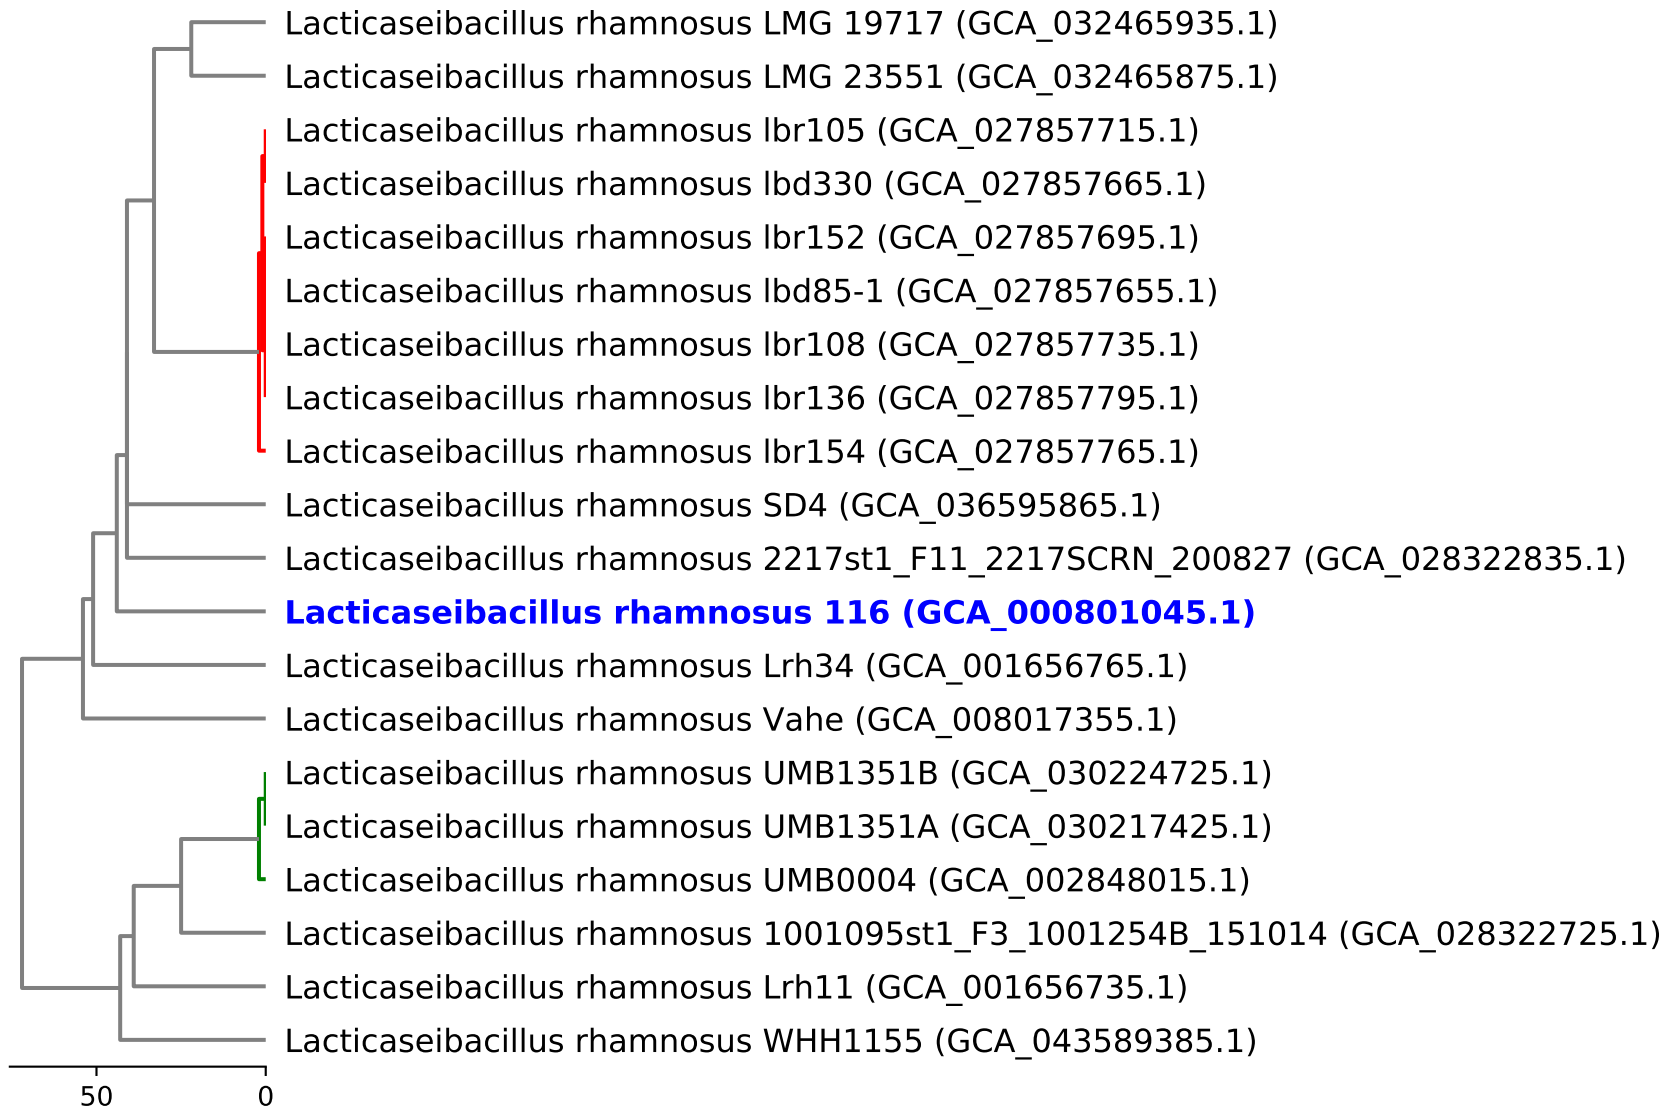 Lacticaseibacillus rhamnosus LMG 19717 (GCA_032465935.1)
Lacticaseibacillus rhamnosus LMG 23551 (GCA_032465875.1)
Lacticaseibacillus rhamnosus lbr105 (GCA_027857715.1)
Lacticaseibacillus rhamnosus lbd330 (GCA_027857665.1)
Lacticaseibacillus rhamnosus lbr152 (GCA_027857695.1)
Lacticaseibacillus rhamnosus lbd85-1 (GCA_027857655.1)
Lacticaseibacillus rhamnosus lbr108 (GCA_027857735.1)
Lacticaseibacillus rhamnosus lbr136 (GCA_027857795.1)
Lacticaseibacillus rhamnosus lbr154 (GCA_027857765.1)
Lacticaseibacillus rhamnosus SD4 (GCA_036595865.1)
Lacticaseibacillus rhamnosus 2217st1_F11_2217SCRN_200827 (GCA_028322835.1)
Lacticaseibacillus rhamnosus 116 (GCA_000801045.1)
Lacticaseibacillus rhamnosus Lrh34 (GCA_001656765.1)
Lacticaseibacillus rhamnosus Vahe (GCA_008017355.1)
Lacticaseibacillus rhamnosus UMB1351B (GCA_030224725.1)
Lacticaseibacillus rhamnosus UMB1351A (GCA_030217425.1)
Lacticaseibacillus rhamnosus UMB0004 (GCA_002848015.1)
Lacticaseibacillus rhamnosus 1001095st1_F3_1001254B_151014 (GCA_028322725.1)
Lacticaseibacillus rhamnosus Lrh11 (GCA_001656735.1)
Lacticaseibacillus rhamnosus WHH1155 (GCA_043589385.1)
50 0